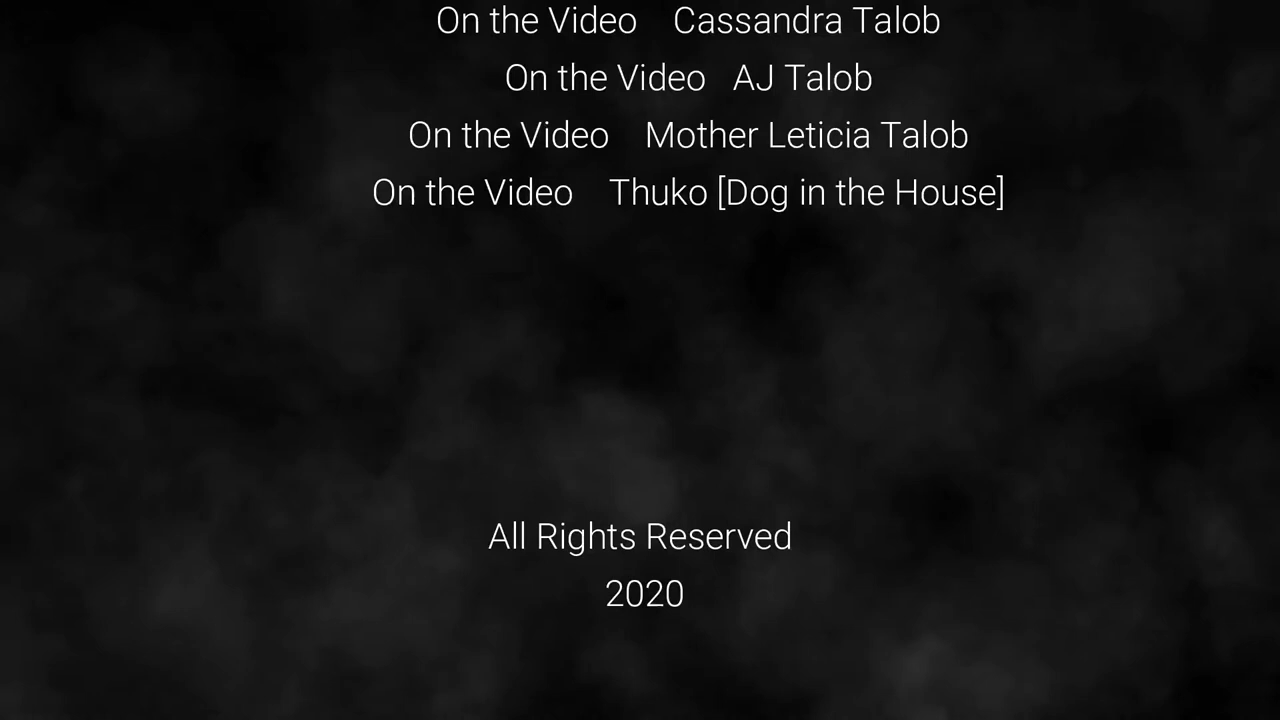 On the Video    Cassandra Talob
On the Video   AJ Talob
On the Video    Mother Leticia Talob
On the Video    Thuko [Dog in the House]
All Rights Reserved
2020